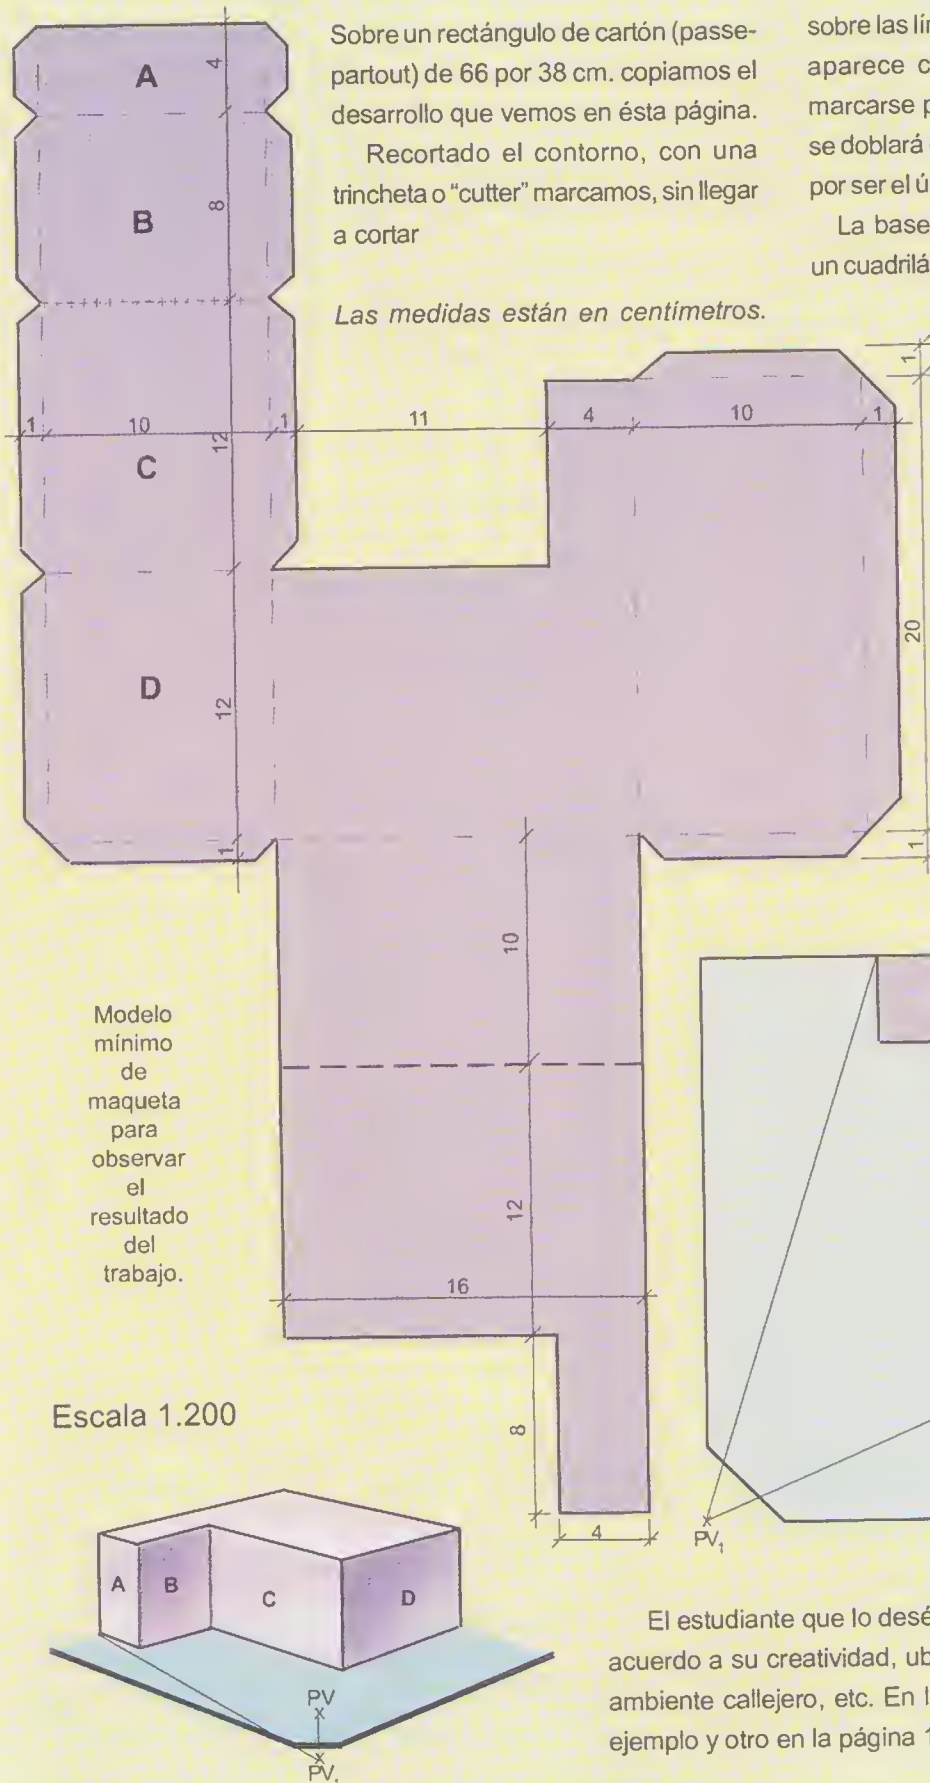 Sobre un rectángulo de cartón (passe-
partout) de 66 por 38 cm. copiamos el
desarrollo que vemos en ésta página.
Recortado el contorno, con una
trincheta o “cutter” marcamos, sin llegar
a cortar
Las medidas están en centímetros.
sobre las
aparece
marcarse
se doblará
por ser el
La base
un
A
4
B
8
1
10
1
11
4
10
1
1
12
C
D
12
1
20
1
10
12
16
8
4
Modelo
mínimo
de
maqueta
para
observar
el
resultado
del
trabajo.
Escala 1.200
A
B
C
D
PV
PV₁
PV₁
El estudiante que lo
acuerdo a su creatividad,
ambiente callejero, etc. En
ejemplo y otro en la página